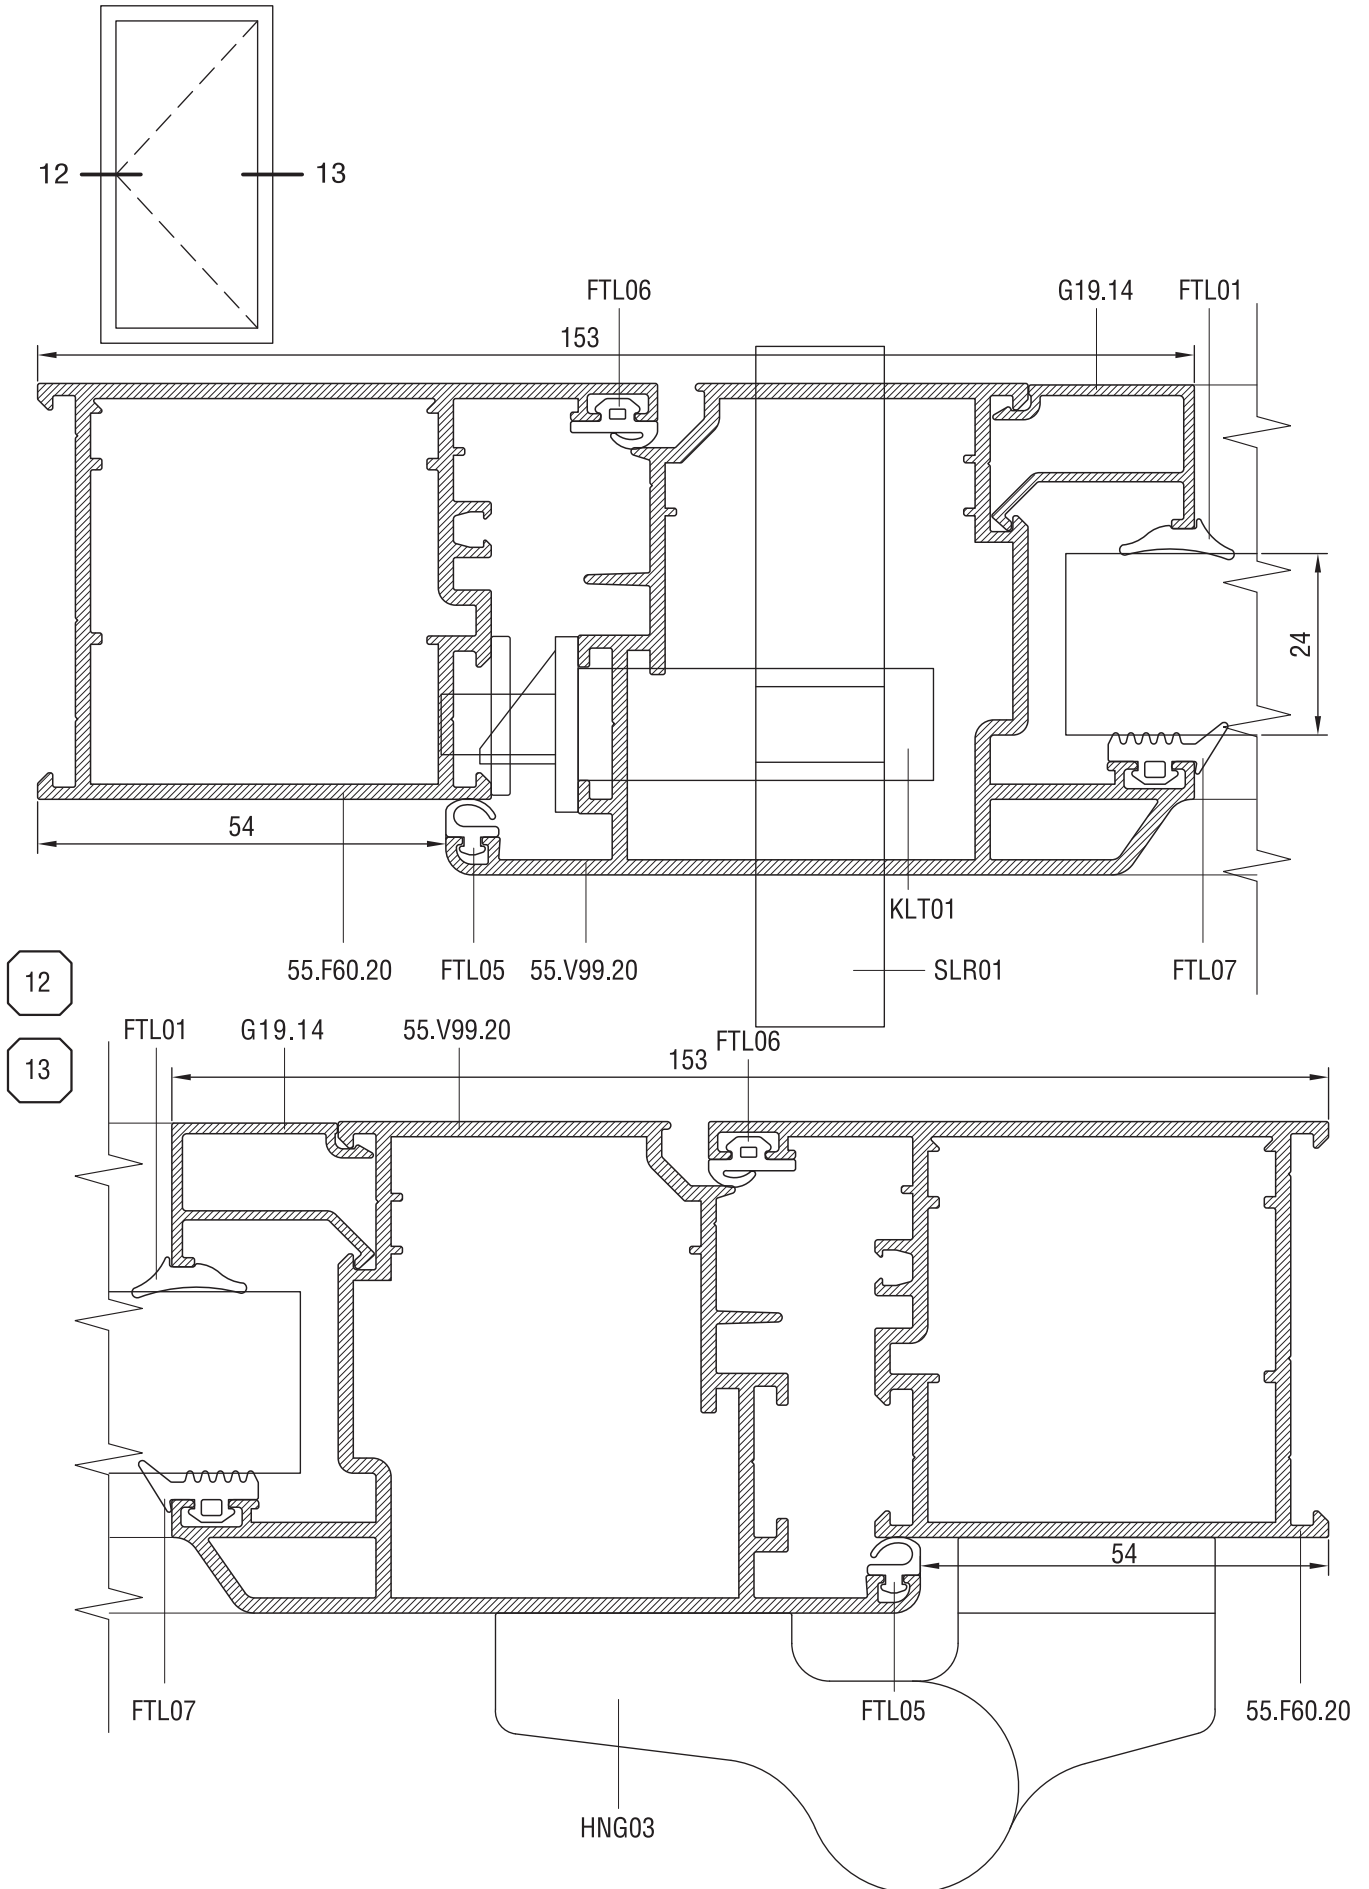 12 13
FTL06 G19.14 FTL01
153
24
54
KLT01
55.F60.20 FTL05 55.V99.20 SLR01 FTL07
12
13
FTL01 G19.14 55.V99.20 FTL06
153
54
FTL07 FTL05 55.F60.20
HNG03